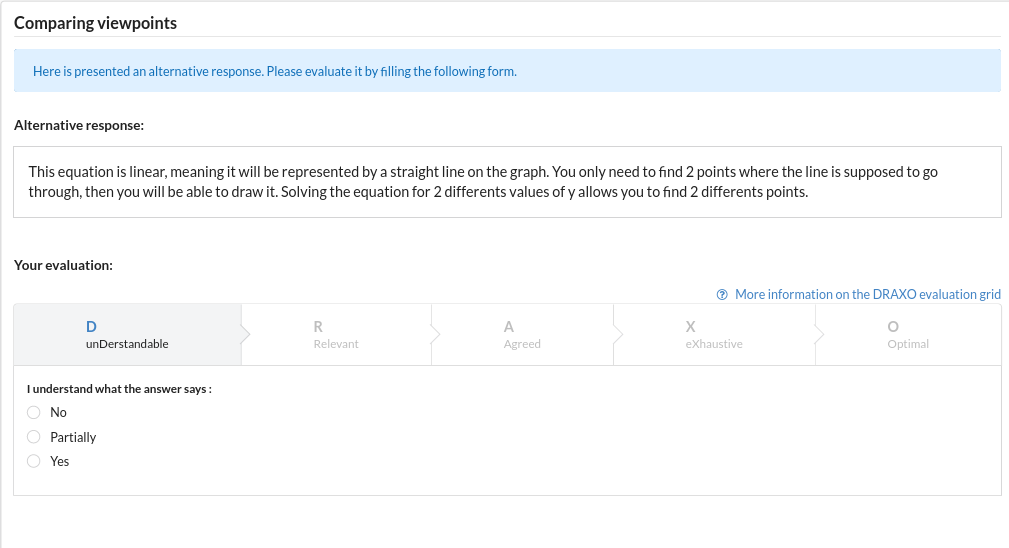 Comparing viewpoints
Here is presented an alternative response. Please evaluate it by filling the following form.
Alternative response:
This equation is linear, meaning it will be represented by a straight line on the graph. You only need to find 2 points where the line is supposed to go
through, then you will be able to draw it. Solving the equation for 2 differents values of y allows you to find 2 differents points.
Your evaluation:
More information on the DRAXO evaluation grid
D
unDerstandable
R
Relevant
A
Agreed
X
eXhaustive
O
Optimal
I understand what the answer says :
No
Partially
Yes